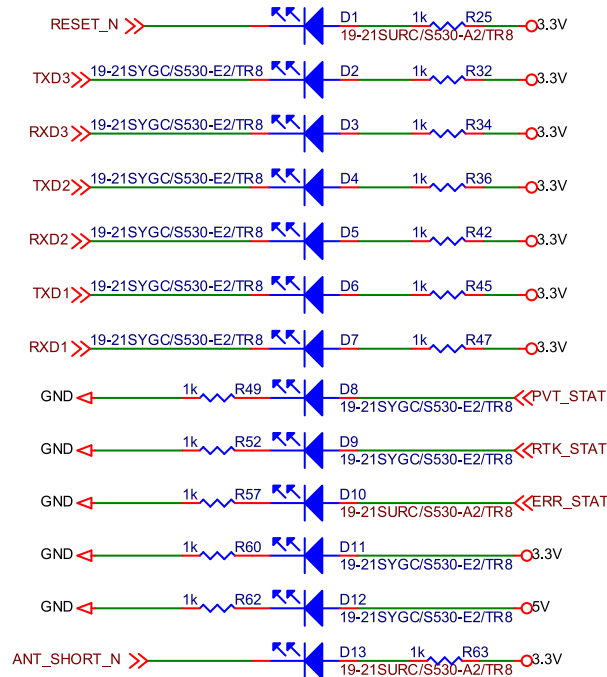 RESET_N D1 1k R25 3.3V
19-21SURC/S530-A2/TR8
TXD3 19-21SYGC/S530-E2/TR8 D2 1k R32 3.3V
RXD3 19-21SYGC/S530-E2/TR8 D3 1k R34 3.3V
TXD2 19-21SYGC/S530-E2/TR8 D4 1k R36 3.3V
RXD2 19-21SYGC/S530-E2/TR8 D5 1k R42 3.3V
TXD1 19-21SYGC/S530-E2/TR8 D6 1k R45 3.3V
RXD1 19-21SYGC/S530-E2/TR8 D7 1k R47 3.3V
GND 1k R49 D8 PVT_STAT
19-21SYGC/S530-E2/TR8
GND 1k R52 D9 RTK_STAT
19-21SYGC/S530-E2/TR8
GND 1k R57 D10 ERR_STAT
19-21SURC/S530-A2/TR8
GND 1k R60 D11 3.3V
19-21SYGC/S530-E2/TR8
GND 1k R62 D12 5V
19-21SYGC/S530-E2/TR8
ANT_SHORT_N D13 1k R63 3.3V
19-21SURC/S530-A2/TR8